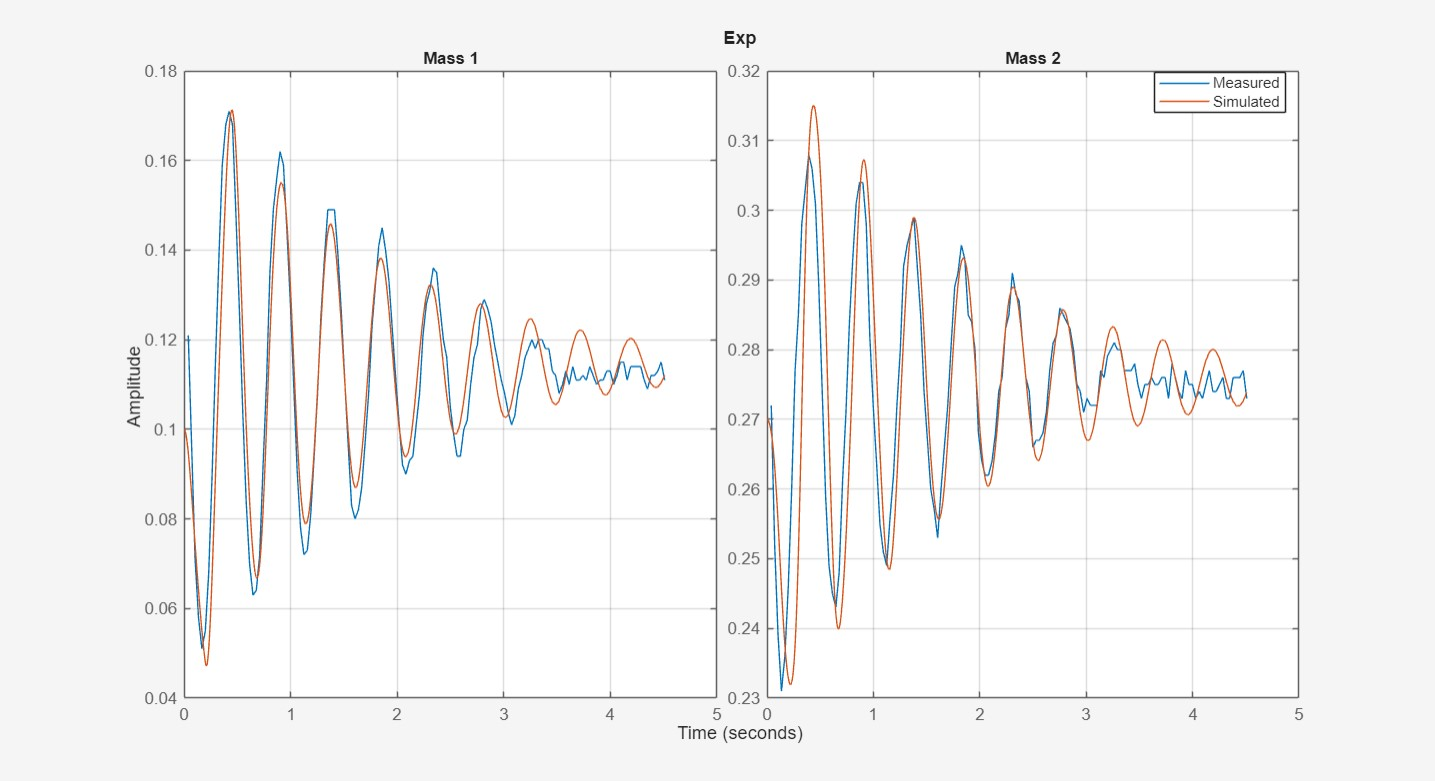 Exp
Mass 1
Mass 2
0.18
0.16
0.14
0.12
0.1
0.08
0.06
0.04
Amplitude
0 1 2 3 4 5
0.32
0.31
0.3
0.29
0.28
0.27
0.26
0.25
0.24
0.23
0 1 2 3 4 5
Measured
Simulated
Time (seconds)